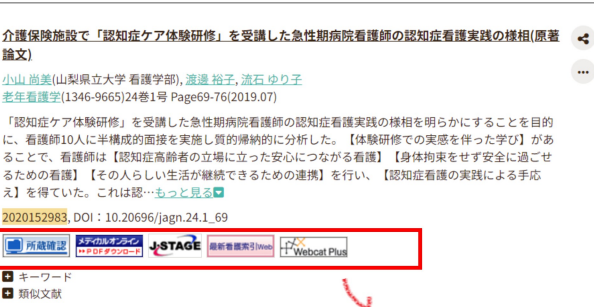 介護保険施設で「認知症ケア体験研修」を受講した急性期病院看護師の認知症看護実践の様相(原著
論文)
小山 尚美(山梨県立大学 看護学部), 渡邊 裕子, 流石 ゆり子
老年看護学(1346-9665)24巻1号 Page69-76(2019.07)
「認知症ケア体験研修」を受講した急性期病院看護師の認知症看護実践の様相を明らかにすることを目的
に、看護師10人に半構成的面接を実施し質的帰納的に分析した。【体験研修での実感を伴った学び】があ
ることで、看護師は【認知症高齢者の立場に立った安心につながる看護】【身体拘束をせず安全に過ごせ
るための看護】【その人らしい生活が継続できるための連携】を行い、【認知症看護の実践による手応
え】を得ていた。これは認…もっと見る
2020152983, DOI：10.20696/jagn.24.1_69
所蔵確認 メディカルオンライン PDFダウンロード J-STAGE 最新看護索引Web Webcat Plus
キーワード
類似文献